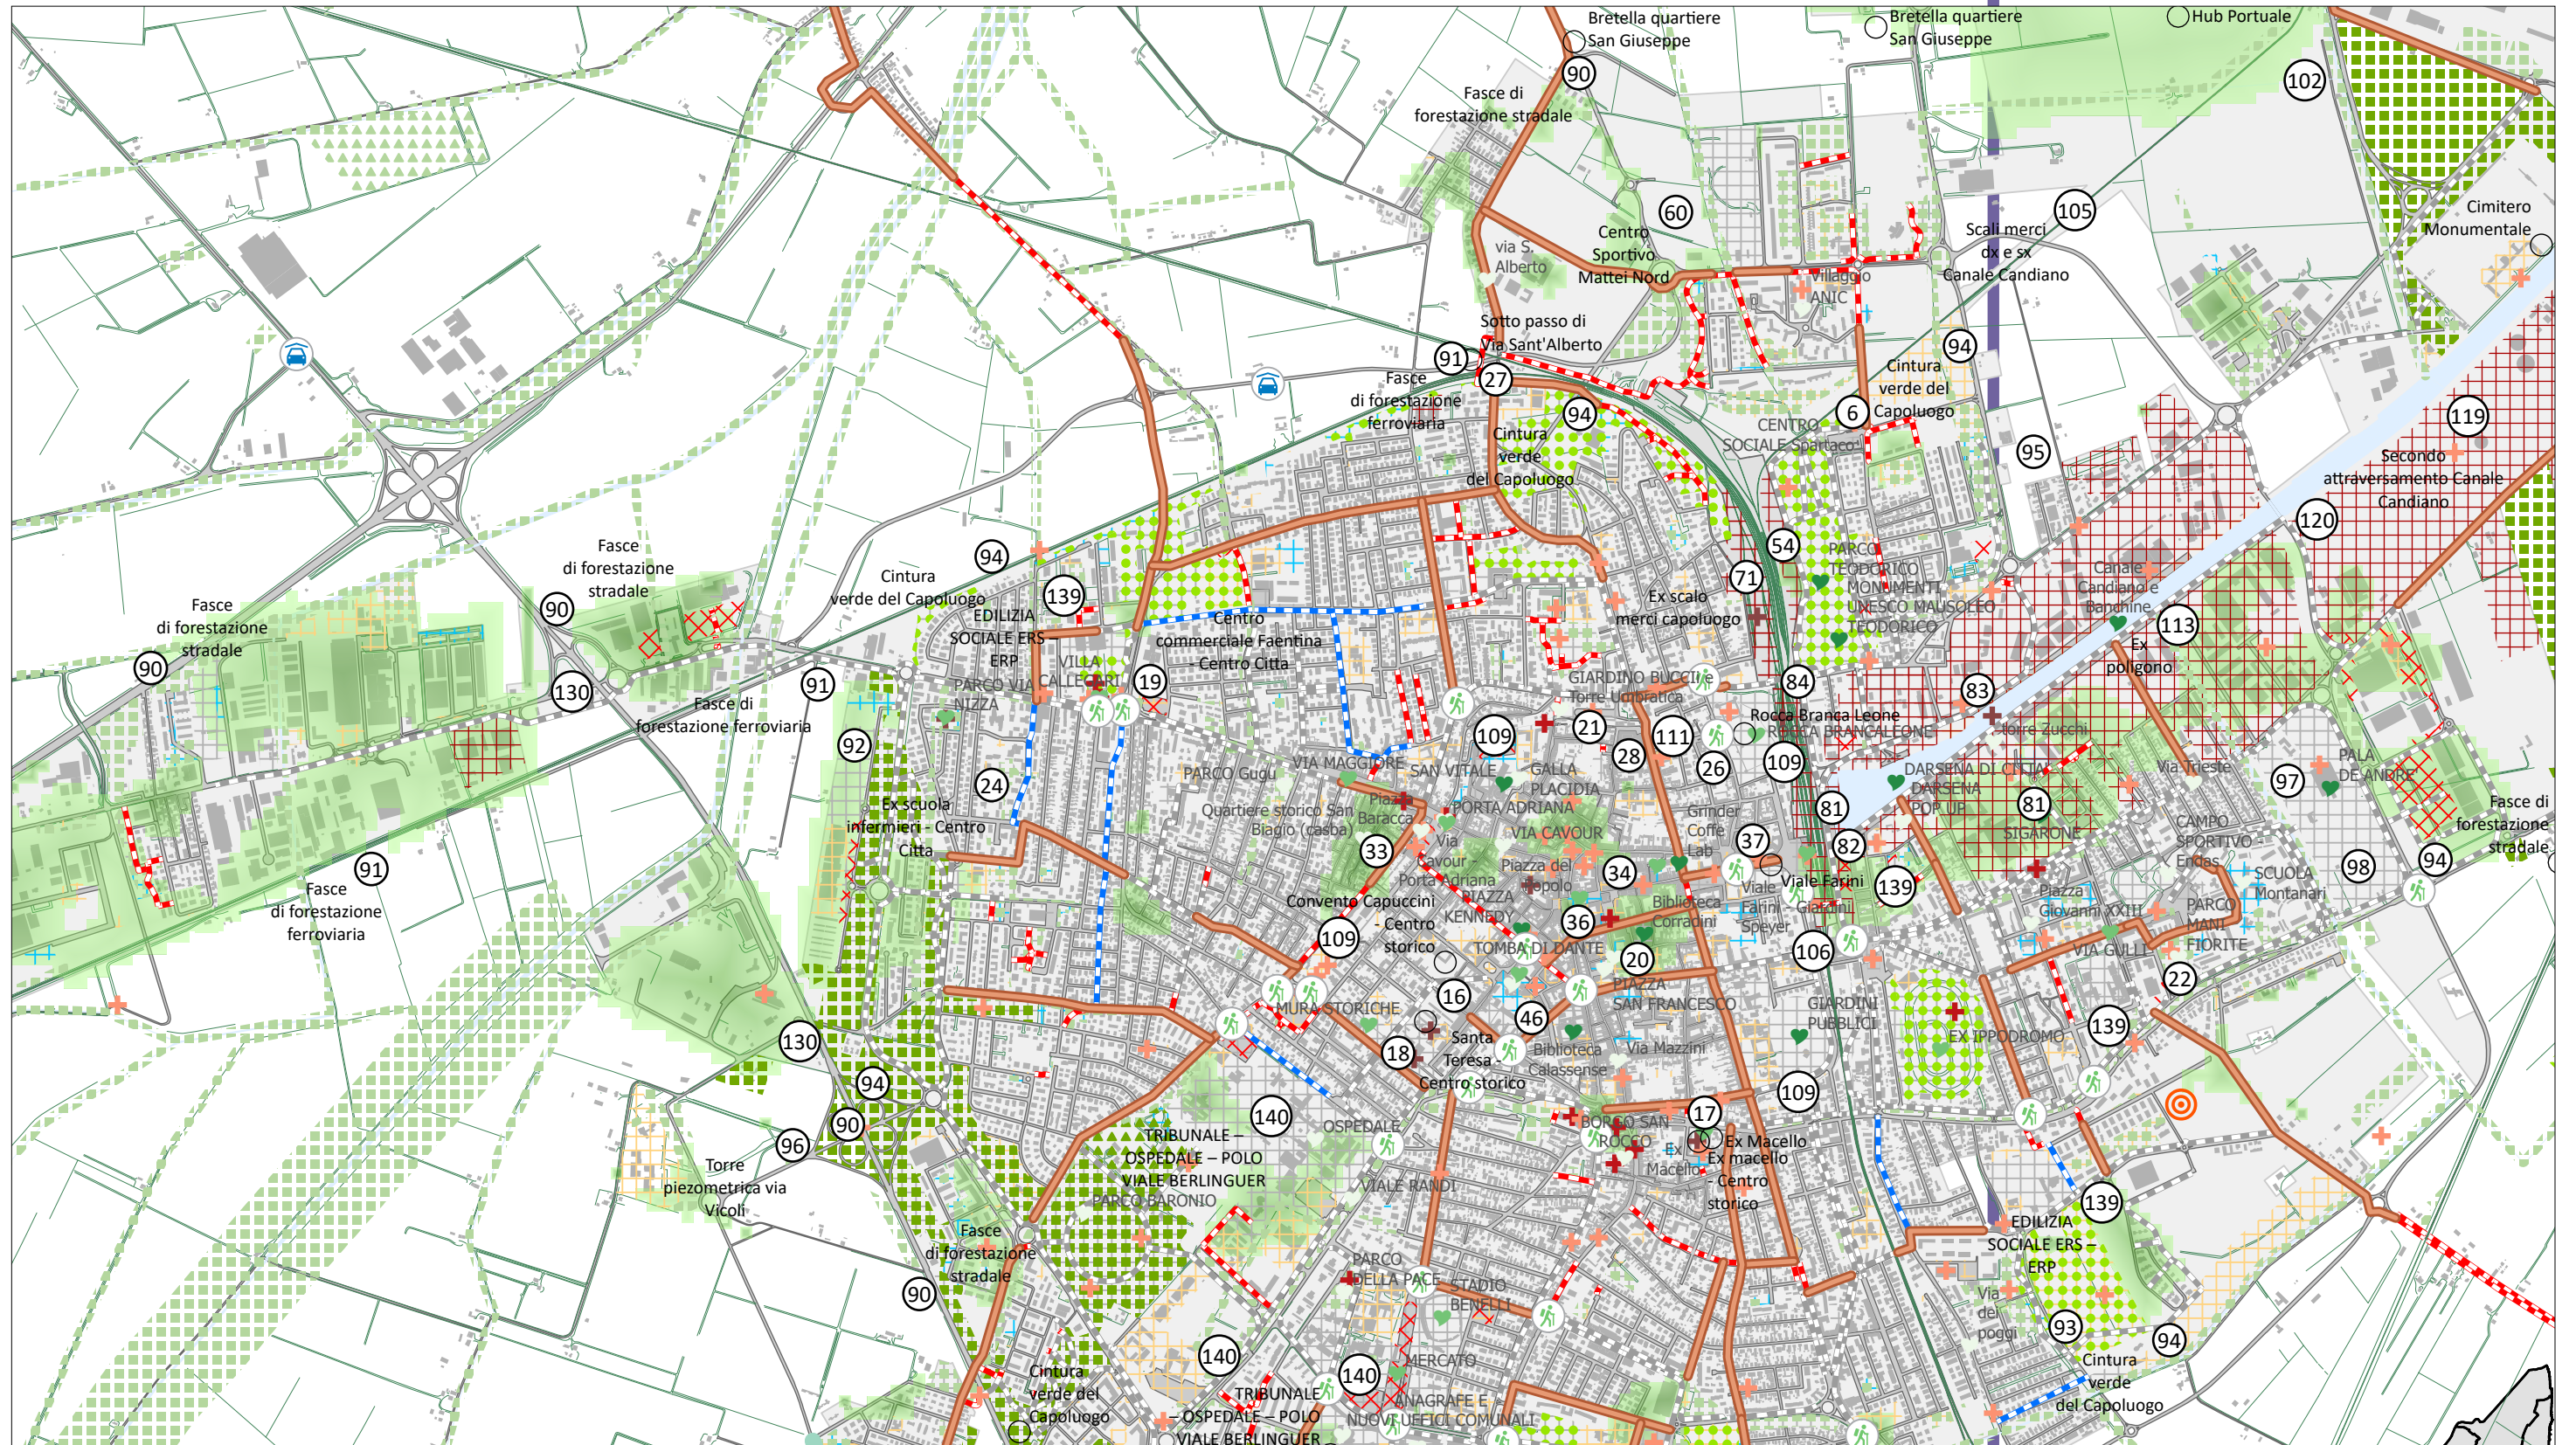 Bretella quartiere
San Giuseppe
Bretella quartiere
San Giuseppe
Hub Portuale
90
102
Fasce di
forestazione stradale
60
105
Cimitero
Monumentale
Centro
Sportivo
Mattei Nord
via S.
Alberto
Scali merci
dx e sx
Canale Candiano
Villaggio
ANIC
Sotto passo di
Via Sant'Alberto
91
27
94
Fasce
di forestazione
ferroviaria
94
6
Cintura
verde del
Capoluogo
119
Cintura
verde
del Capoluogo
CENTRO
SOCIALE Spartaco
95
Secondo
attraversamento Canale
Candiano
120
54
71
PARCO
TEODORICO
MONUMENTI
UNESCO MAUSOLEO
TEODORICO
Canale
Candiano e
Banchine
113
Ex
poligono
Ex scalo
merci capoluogo
94
139
Fasce
di forestazione
stradale
90
Cintura
verde del Capoluogo
EDILIZIA
SOCIALE ERS –
ERP
Fasce
di forestazione
stradale
90
130
91
Fasce di
forestazione ferroviaria
Centro
commerciale Faentina
- Centro Citta
VILLA
CALLEGARI
19
PARCO VIA
NIZZA
GIARDINO BUCCI e
Torre Umbratica
84
83
92
109
21
28
111
26
109
Rocca Branca Leone
ROCCA BRANCALEONE
torre Zucchi
24
PARCO Gugu
VIA MAGGIORE
SAN VITALE
GALLA
PLACIDIA
DARSENA DI CITTA'
DARSENA
POP UP
Via Trieste
97
PALA
DE ANDRE'
81
81
SIGARONE
Quartiere storico San
Biagio (casba)
Piazza
Baracca
PORTA ADRIANA
VIA CAVOUR
Grinder
Coffe
Lab
37
82
CAMPO
SPORTIVO -
Endas
Fasce di
forestazione
stradale
Ex scuola
infermieri - Centro
Citta
33
Via
Cavour -
Porta Adriana
Piazza del
Popolo
34
Viale Farini
139
98
94
91
Fasce
di forestazione
ferroviaria
Convento Capuccini
- Centro
storico
PIAZZA
KENNEDY
36
Biblioteca
Corradini
Viale
Farini
Speyer
Giardini
Piazza
Giovanni XXIII
SCUOLA
Montanari
PARCO
MANI
FIORITE
109
TOMBA DI DANTE
20
106
VIA GULLI
22
16
46
PIAZZA
SAN FRANCESCO
GIARDINI
PUBBLICI
MURA STORICHE
EX IPPODROMO
139
130
18
Santa
Teresa -
Centro storico
Biblioteca
Calassense
Via Mazzini
94
90
96
140
OSPEDALE
109
17
BORGO SAN
ROCCO
Ex
Macello
Ex Macello
Ex macello
- Centro
storico
TRIBUNALE –
OSPEDALE – POLO
VIALE BERLINGUER
PARCO BARONIO
VIALE RANDI
Torre
piezometrica via
Vicoli
139
EDILIZIA
SOCIALE ERS –
ERP
Fasce
di forestazione
stradale
90
PARCO
DELLA PACE
STADIO
BENELLI
Via
dei
poggi
93
94
140
140
MERCATO
Cintura
verde del
Capoluogo
Cintura
verde
del Capoluogo
TRIBUNALE
– OSPEDALE – POLO
VIALE BERLINGUER
ANAGRAFE E
NUOVI UFFICI COMUNALI